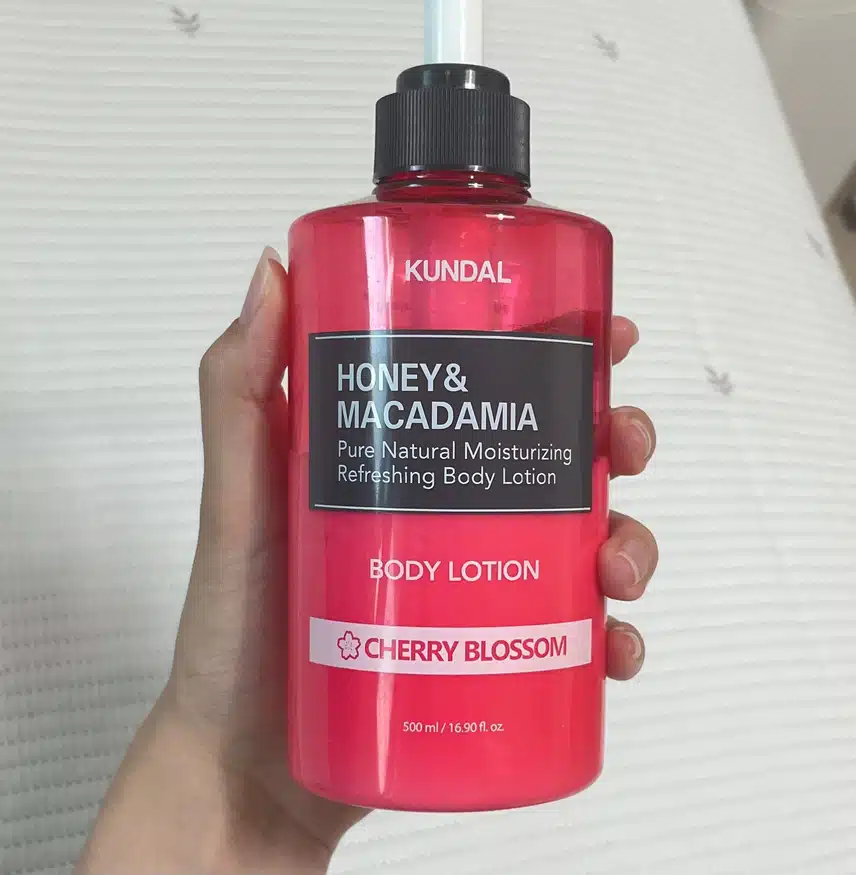 KUNDAL
HONEY&
MACADAMIA
Pure Natural Moisturizing
Refreshing Body Lotion
BODY LOTION
CHERRY BLOSSOM
500 ml / 16.90 fl. oz.